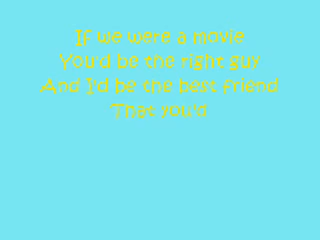 If we were a movie
You'd be the right guy
And I'd be the best friend
That you'd